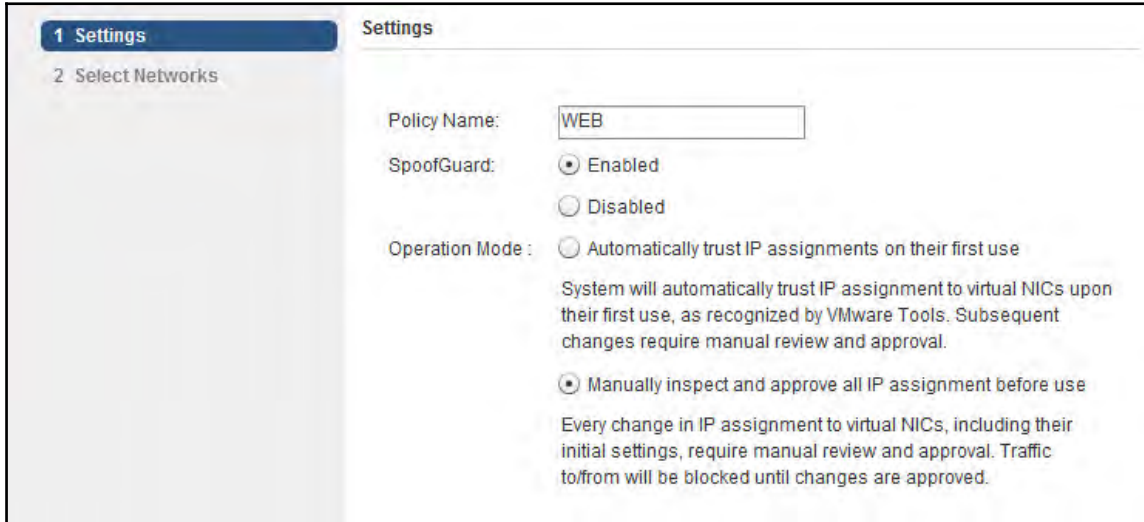 1 Settings
2 Select Networks
Settings
Policy Name: WEB
SpoofGuard: Enabled
Disabled
Operation Mode : Automatically trust IP assignments on their first use
System will automatically trust IP assignment to virtual NICs upon
their first use, as recognized by VMware Tools. Subsequent
changes require manual review and approval.
Manually inspect and approve all IP assignment before use
Every change in IP assignment to virtual NICs, including their
initial settings, require manual review and approval. Traffic
to/from will be blocked until changes are approved.